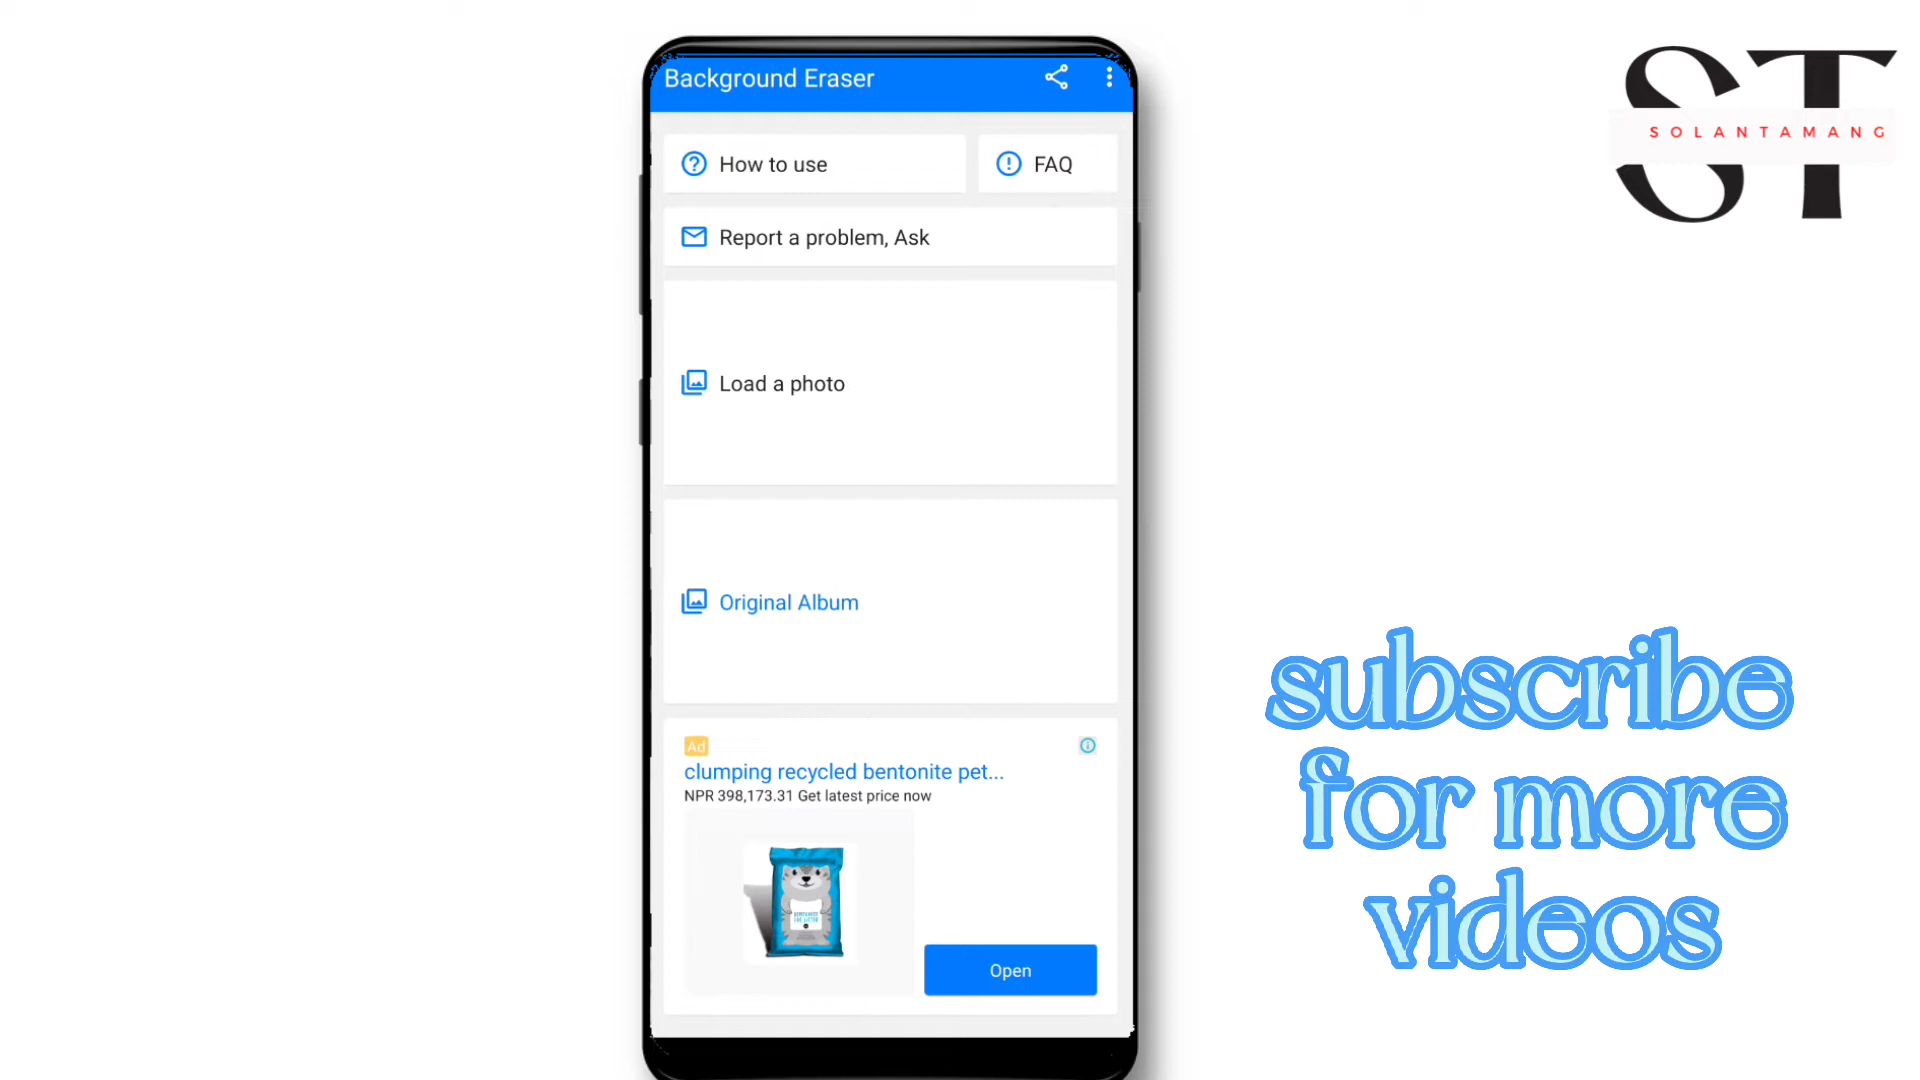 Background Eraser
How to use
FAQ
Report a problem, Ask
Load a photo
Original Album
Ad
clumping recycled bentonite pet...
NPR 398,173.31 Get latest price now
Open
ST
SOLANTAMANG
subscribe
for more
videos